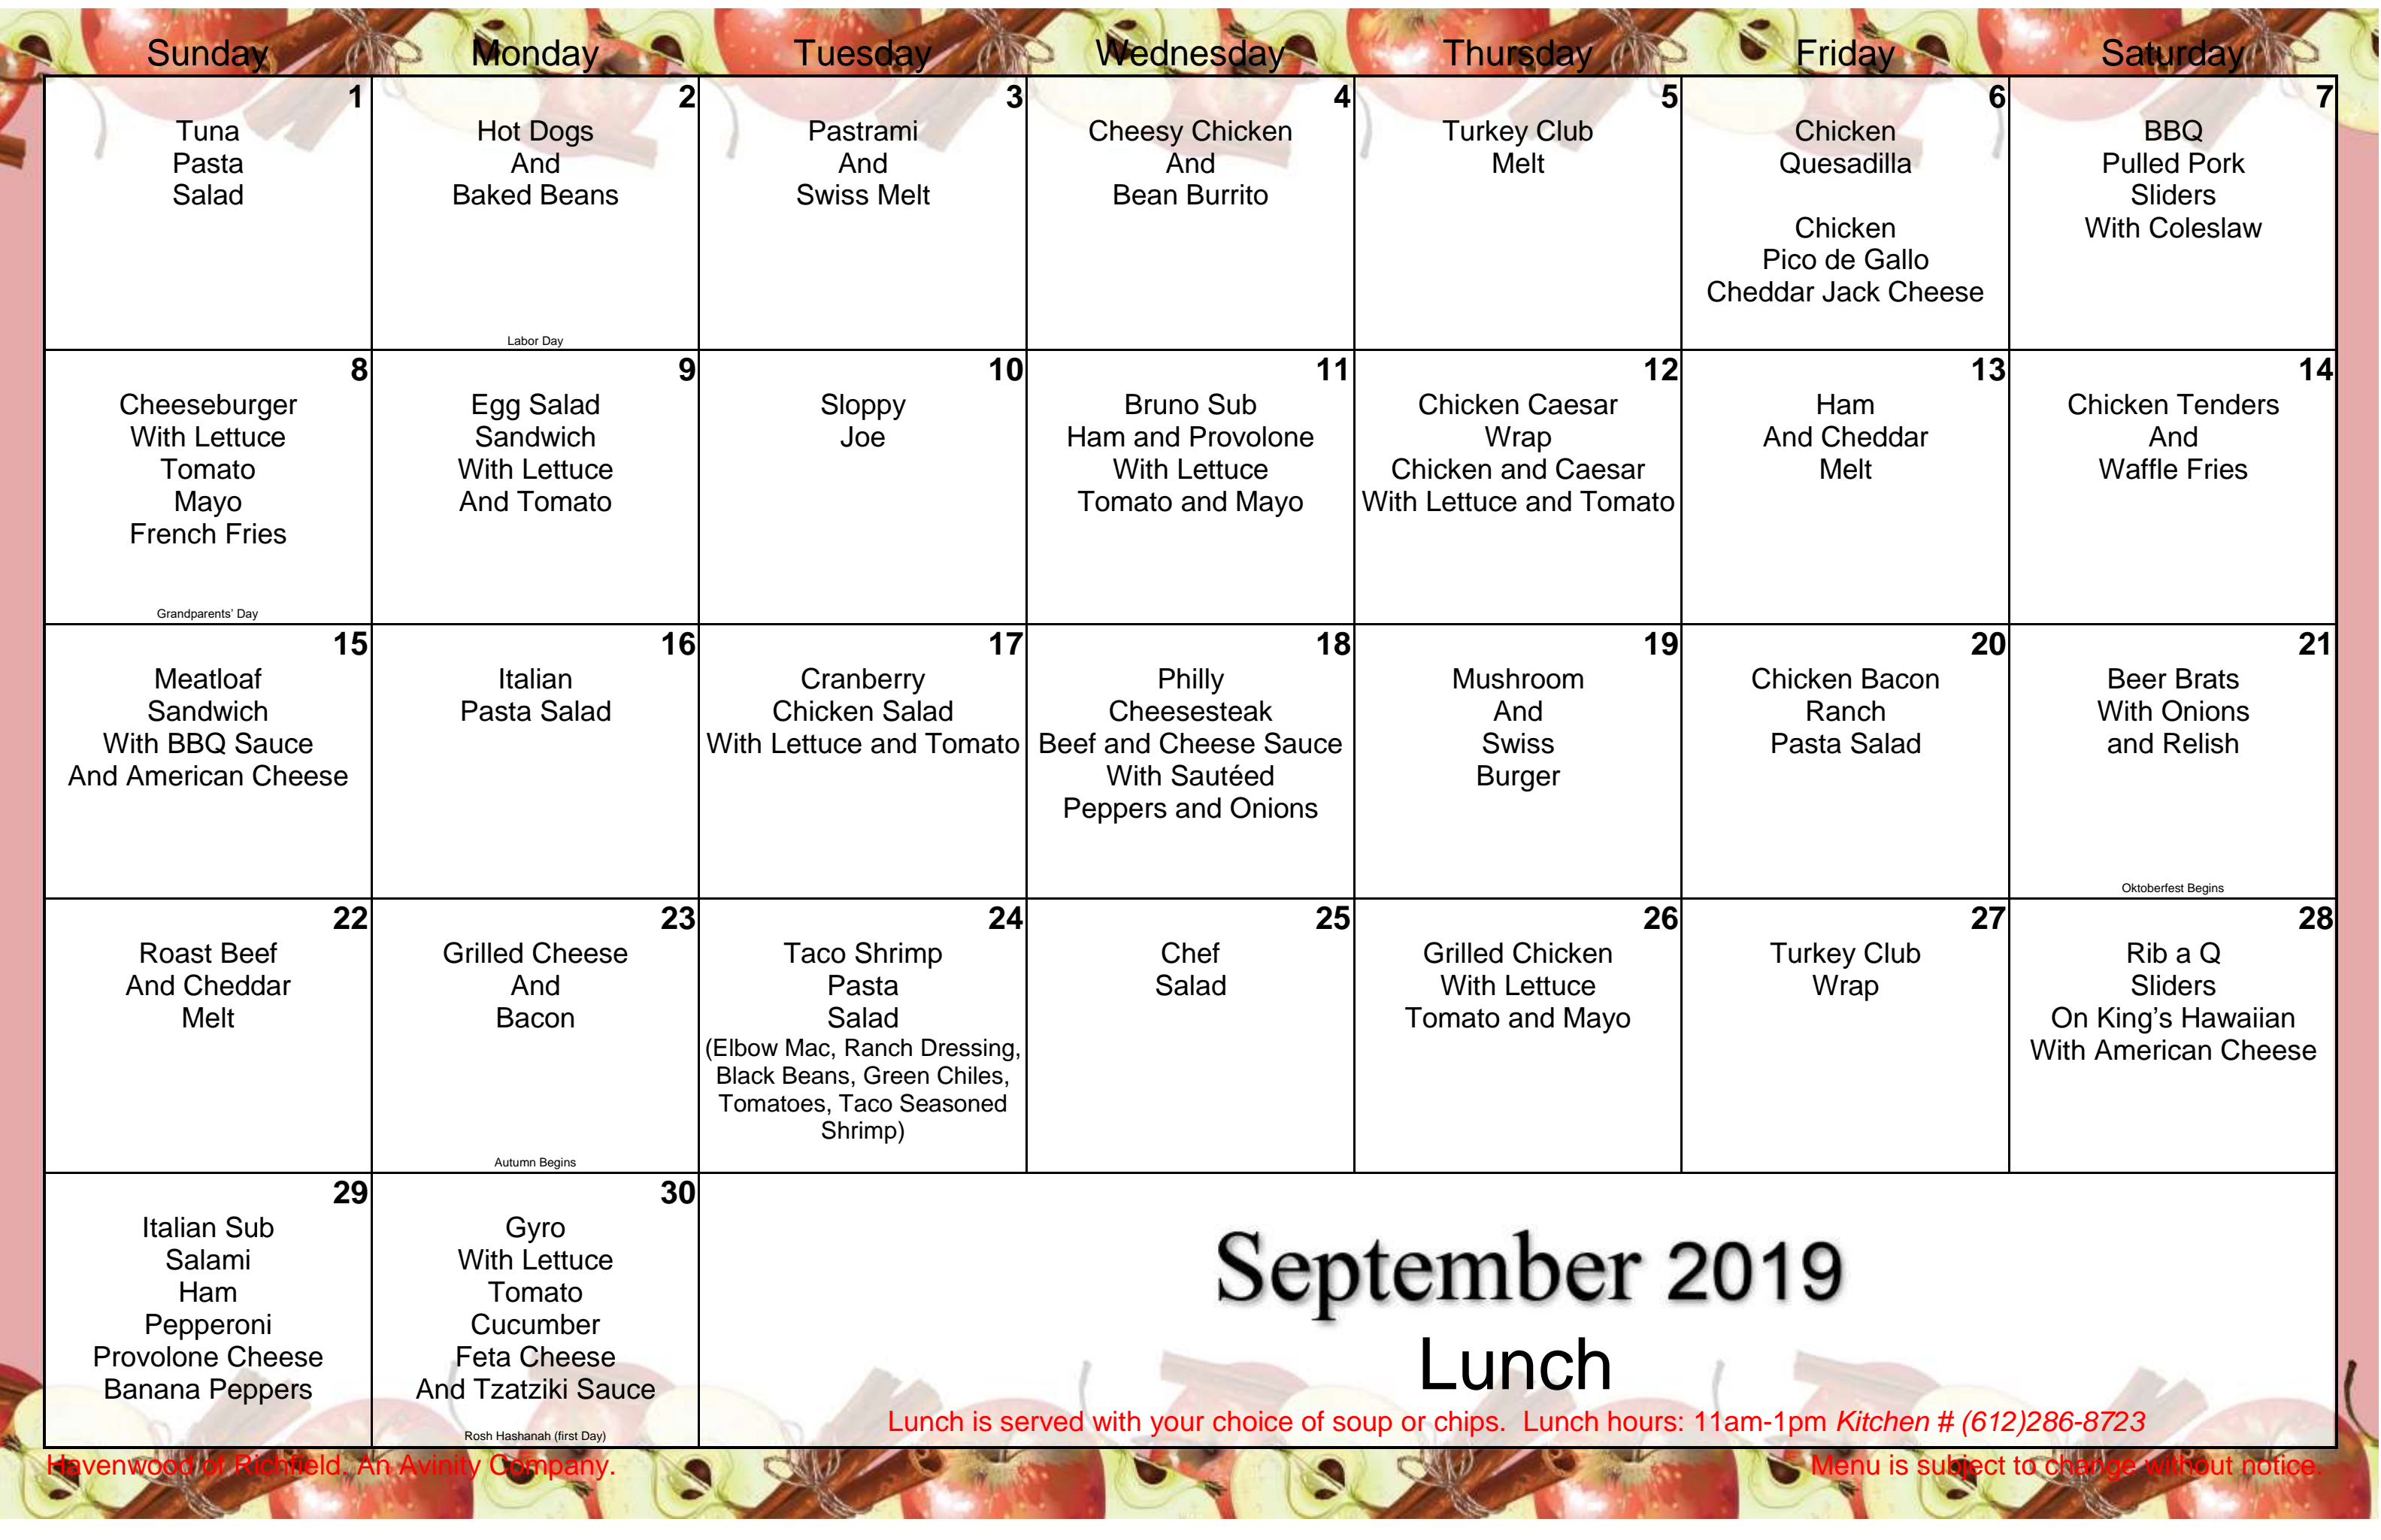 Sunday Monday Tuesday Wednesday Thursday Friday Saturday
1
Tuna
Pasta
Salad
2
Hot Dogs
And
Baked Beans
Labor Day
3
Pastrami
And
Swiss Melt
4
Cheesy Chicken
And
Bean Burrito
5
Turkey Club
Melt
6
Chicken
Quesadilla
Chicken
Pico de Gallo
Cheddar Jack Cheese
7
BBQ
Pulled Pork
Sliders
With Coleslaw
8
Cheeseburger
With Lettuce
Tomato
Mayo
French Fries
Grandparents' Day
9
Egg Salad
Sandwich
With Lettuce
And Tomato
10
Sloppy
Joe
11
Bruno Sub
Ham and Provolone
With Lettuce
Tomato and Mayo
12
Chicken Caesar
Wrap
Chicken and Caesar
With Lettuce and Tomato
13
Ham
And Cheddar
Melt
14
Chicken Tenders
And
Waffle Fries
15
Meatloaf
Sandwich
With BBQ Sauce
And American Cheese
16
Italian
Pasta Salad
17
Cranberry
Chicken Salad
With Lettuce and Tomato
18
Philly
Cheesesteak
Beef and Cheese Sauce
With Sautéed
Peppers and Onions
19
Mushroom
And
Swiss
Burger
20
Chicken Bacon
Ranch
Pasta Salad
21
Beer Brats
With Onions
and Relish
Oktoberfest Begins
22
Roast Beef
And Cheddar
Melt
23
Grilled Cheese
And
Bacon
Autumn Begins
24
Taco Shrimp
Pasta
Salad
(Elbow Mac, Ranch Dressing,
Black Beans, Green Chiles,
Tomatoes, Taco Seasoned
Shrimp)
25
Chef
Salad
26
Grilled Chicken
With Lettuce
Tomato and Mayo
27
Turkey Club
Wrap
28
Rib a Q
Sliders
On King's Hawaiian
With American Cheese
29
Italian Sub
Salami
Ham
Pepperoni
Provolone Cheese
Banana Peppers
30
Gyro
With Lettuce
Tomato
Cucumber
Feta Cheese
And Tzatziki Sauce
Rosh Hashanah (first Day)
September 2019
Lunch
Lunch is served with your choice of soup or chips. Lunch hours: 11am-1pm Kitchen # (612)286-8723
Havenwood of Richfield. An Avinity Company.
Menu is subject to change without notice.